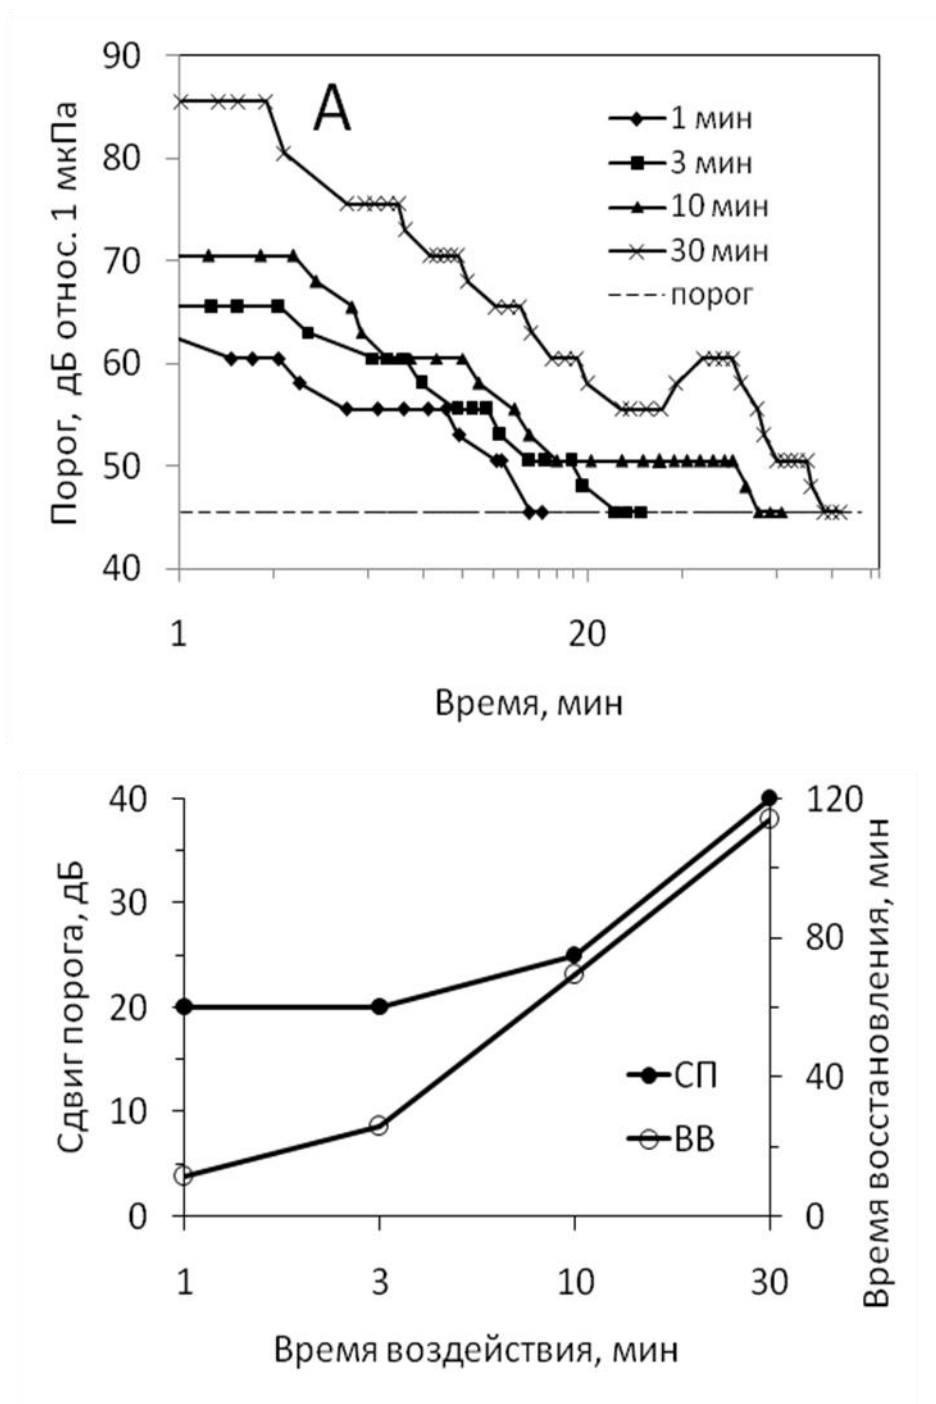 90
80
70
60
50
40
Порог, дБ относ. 1 мкПа
А
1 мин
3 мин
10 мин
30 мин
порог
1
20
Время, мин
40
30
20
10
0
Сдвиг порога, дБ
120
80
40
0
Время восстановления, мин
СП
ВВ
1
3
10
30
Время воздействия, мин